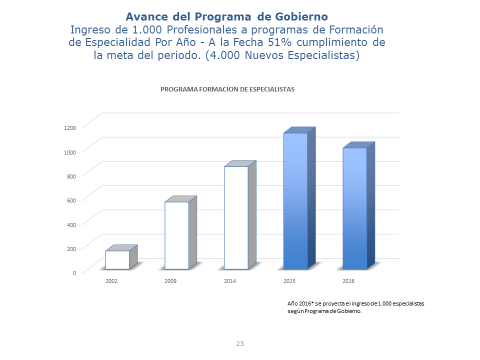 Avance del Programa de Gobierno
Ingreso de 1.000 Profesionales a programas de Formación
de Especialidad Por Año - A la Fecha 51% cumplimiento de
la meta del periodo. (4.000 Nuevos Especialistas)
PROGRAMA FORMACION DE ESPECIALISTAS
1200
1000
800
600
400
200
0
2002 2009 2014 2015 2016
Año 2016* se proyecta el ingreso de 1.000 especialistas
según Programa de Gobierno.
23